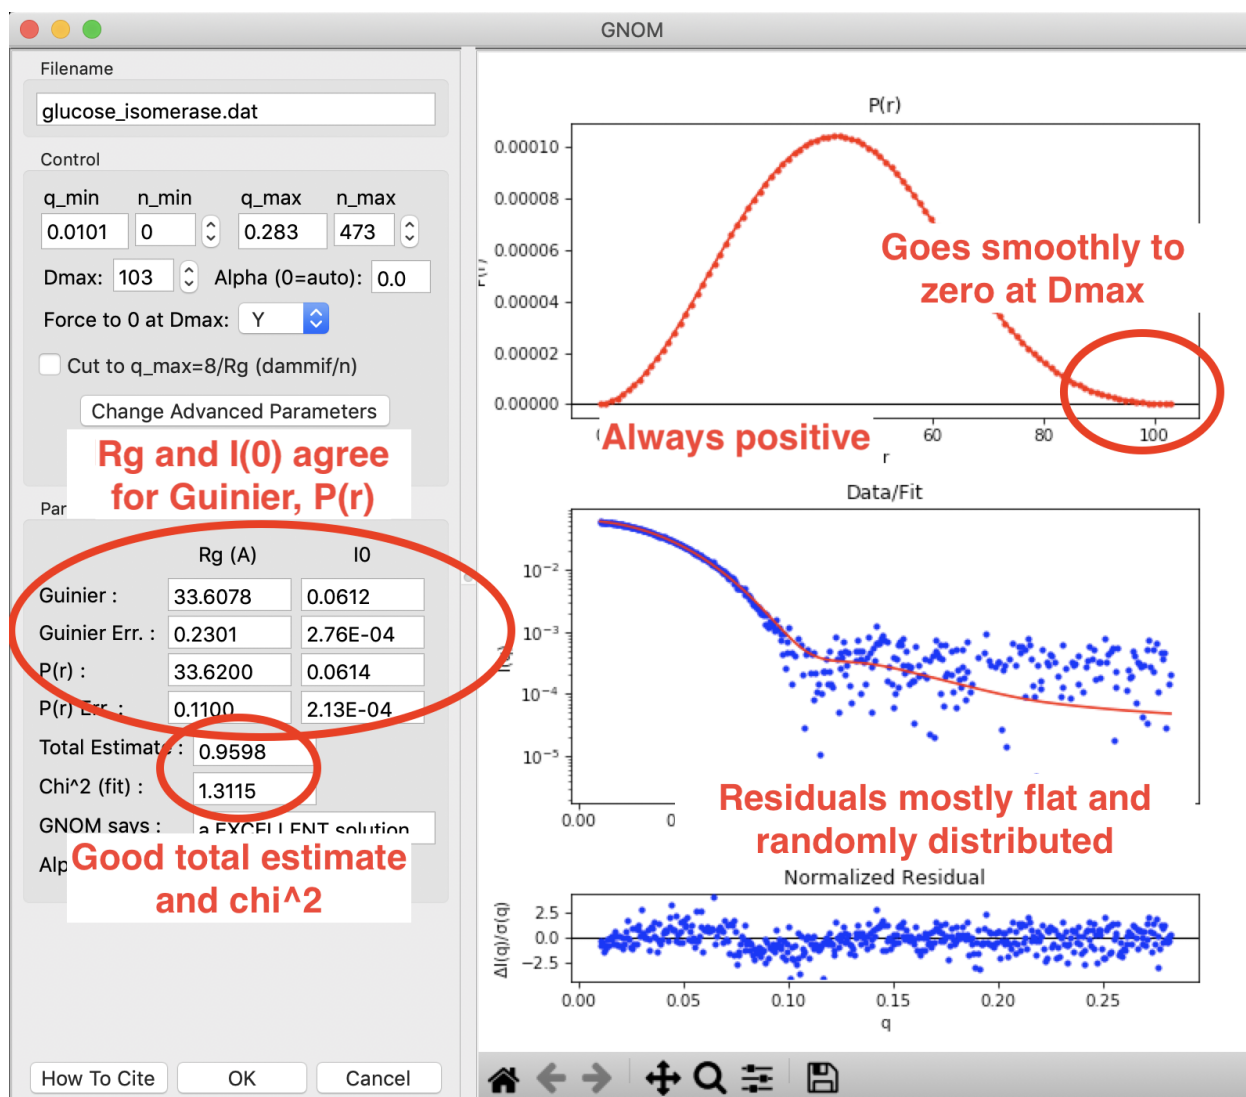 GNOM
Filename
glucose_isomerase.dat
Control
q_min n_min q_max n_max
0.0101 0 0.283 473
Dmax: 103 Alpha (0=auto): 0.0
Force to 0 at Dmax: Y
Cut to q_max=8/Rg (dammif/n)
Change Advanced Parameters
Rg and I(0) agree
for Guinier, P(r)
Rg (A) I0
Guinier : 33.6078 0.0612
Guinier Err. : 0.2301 2.76E-04
P(r) : 33.6200 0.0614
P(r) Err. : 0.1100 2.13E-04
Total Estimate : 0.9598
Chi^2 (fit) : 1.3115
GNOM says : a EXCELLENT solution
Good total estimate
and chi^2
How To Cite OK Cancel
P(r)
0.00010
0.00008
0.00006
0.00004
0.00002
0.00000
Goes smoothly to
zero at Dmax
Always positive
60 80 100
r
Data/Fit
10⁻²
10⁻³
10⁻⁴
10⁻⁵
I(q)
0.00
Residuals mostly flat and
randomly distributed
Normalized Residual
ΔI(q)/σ(q)
2.5
0.0
−2.5
0.00 0.05 0.10 0.15 0.20 0.25
q